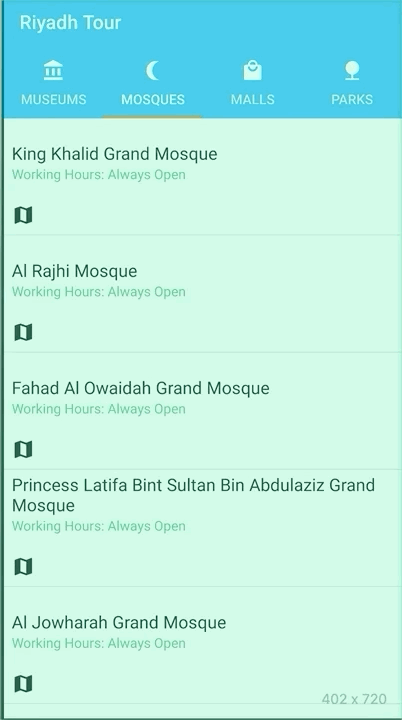 Riyadh Tour
MUSEUMS MOSQUES MALLS PARKS
King Khalid Grand Mosque
Working Hours: Always Open
Al Rajhi Mosque
Working Hours: Always Open
Fahad Al Owaidah Grand Mosque
Working Hours: Always Open
Princess Latifa Bint Sultan Bin Abdulaziz Grand
Mosque
Working Hours: Always Open
Al Jowharah Grand Mosque
Working Hours: Always Open
402 x 720